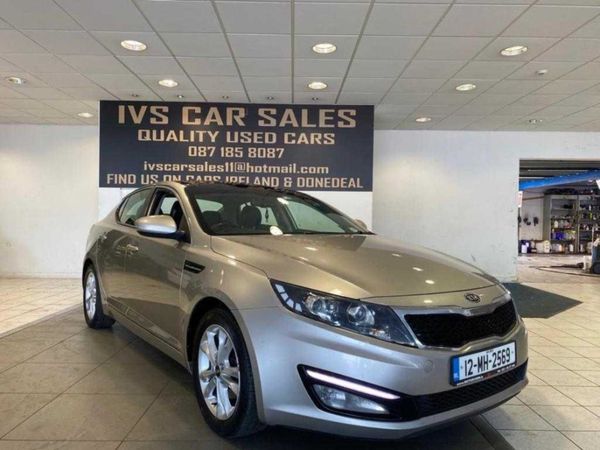 IVS CAR SALES
QUALITY USED CARS
087 185 8087
ivscarsales11@hotmail.com
FIND US ON CARS IRELAND & DONEDEAL
KIA
12-MH-2569